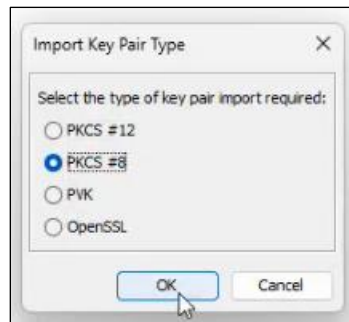 Import Key Pair Type
Select the type of key pair import required:
PKCS #12
PKCS #8
PVK
OpenSSL
OK
Cancel